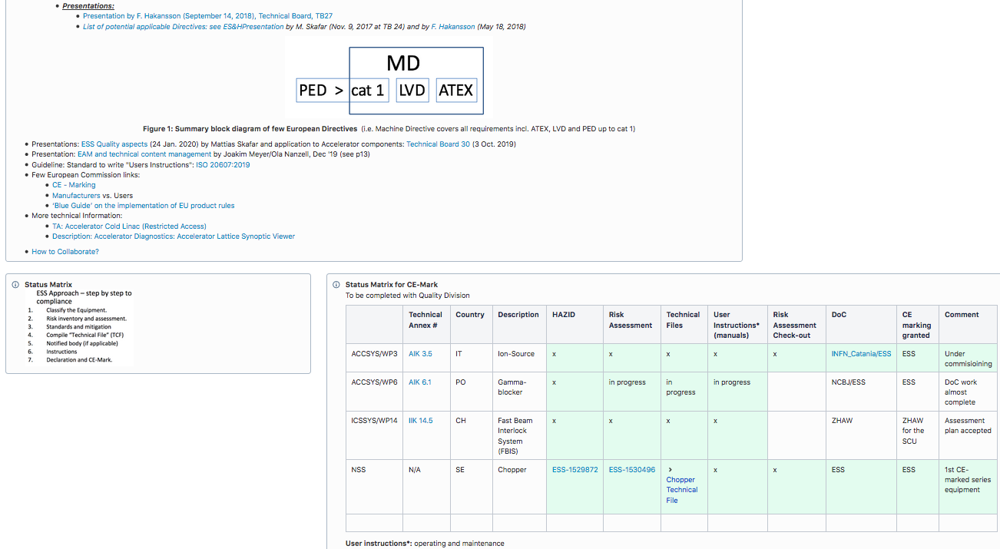 Presentations:
Presentation by F. Hakansson (September 14, 2018), Technical Board, TB27
List of potential applicable Directives: see ES&HPresentation by M. Skafar (Nov. 9, 2017 at TB 24) and by F. Hakansson (May 18, 2018)
MD
PED > cat 1 LVD ATEX
Figure 1: Summary block diagram of few European Directives (i.e. Machine Directive covers all requirements incl. ATEX, LVD and PED up to cat 1)
Presentations: ESS Quality aspects (24 Jan. 2020) by Mattias Skafar and application to Accelerator components: Technical Board 30 (3 Oct. 2019)
Presentation: EAM and technical content management by Joakim Meyer/Ola Nanzell, Dec '19 (see p13)
Guideline: Standard to write "Users Instructions": ISO 20607:2019
Few European Commission links:
CE - Marking
Manufacturers vs. Users
'Blue Guide' on the implementation of EU product rules
More technical Information:
TA: Accelerator Cold Linac (Restricted Access)
Description: Accelerator Diagnostics: Accelerator Lattice Synoptic Viewer
How to Collaborate?
Status Matrix
ESS Approach – step by step to
compliance
1. Classify the Equipment.
2. Risk inventory and assessment.
3. Standards and mitigation
4. Compile "Technical File" (TCF)
5. Notified body (if applicable)
6. Instructions
7. Declaration and CE-Mark.
Status Matrix for CE-Mark
To be completed with Quality Division
Technical Annex # Country Description HAZID Risk Assessment Technical Files User Instructions* (manuals) Risk Assessment Check-out DoC CE marking granted Comment
ACCSYS/WP3 AIK 3.5 IT Ion-Source x x x x x INFN_Catania/ESS ESS Under commisioining
ACCSYS/WP6 AIK 6.1 PO Gamma-blocker x in progress in progress in progress NCBJ/ESS ESS DoC work almost complete
ICSSYS/WP14 IIK 14.5 CH Fast Beam Interlock System (FBIS) x x x x ZHAW ZHAW for the SCU Assessment plan accepted
NSS N/A SE Chopper ESS-1529872 ESS-1530496 > Chopper Technical File x x ESS ESS 1st CE-marked series equipment
User instructions*: operating and maintenance